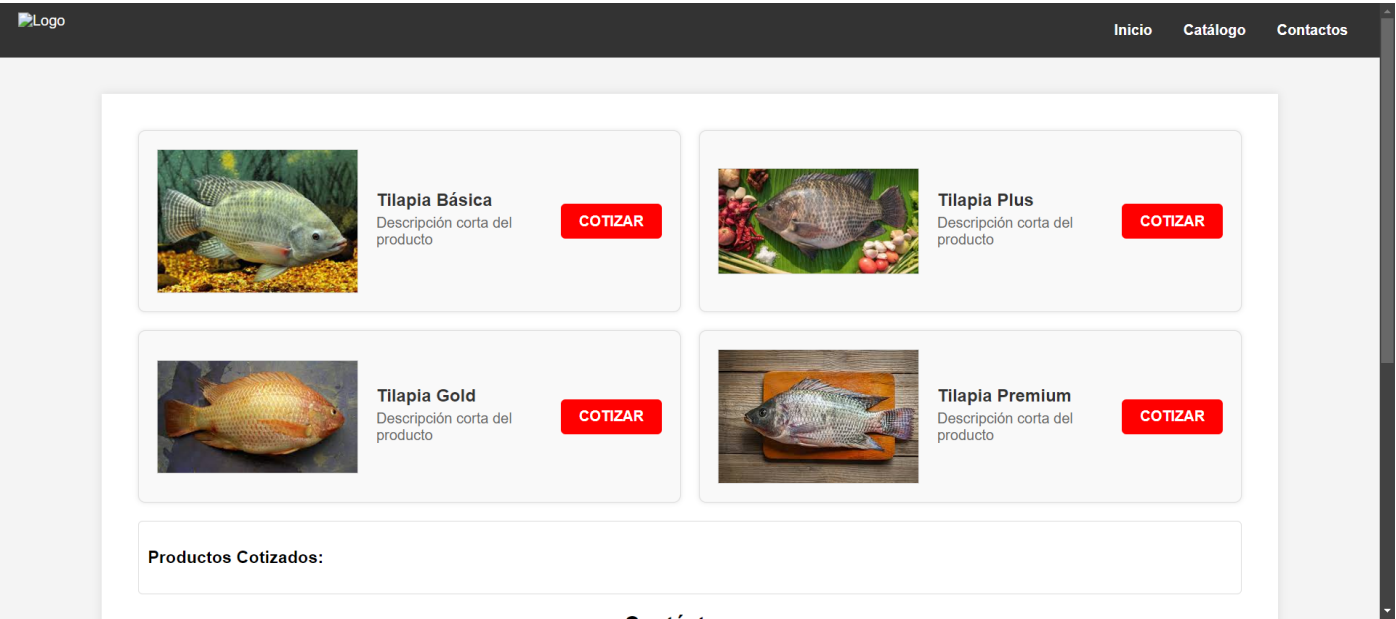 Logo
Inicio Catálogo Contactos
Tilapia Básica
Descripción corta del
producto
COTIZAR
Tilapia Plus
Descripción corta del
producto
COTIZAR
Tilapia Gold
Descripción corta del
producto
COTIZAR
Tilapia Premium
Descripción corta del
producto
COTIZAR
Productos Cotizados: